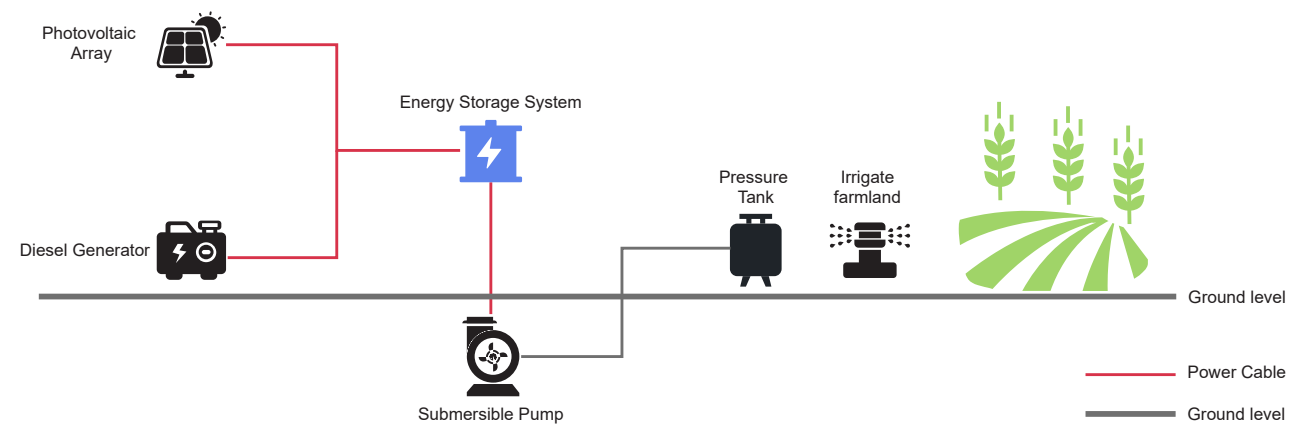 Photovoltaic
Array
Energy Storage System
Diesel Generator
Pressure
Tank
Irrigate
farmland
Ground level
Submersible Pump
Power Cable
Ground level